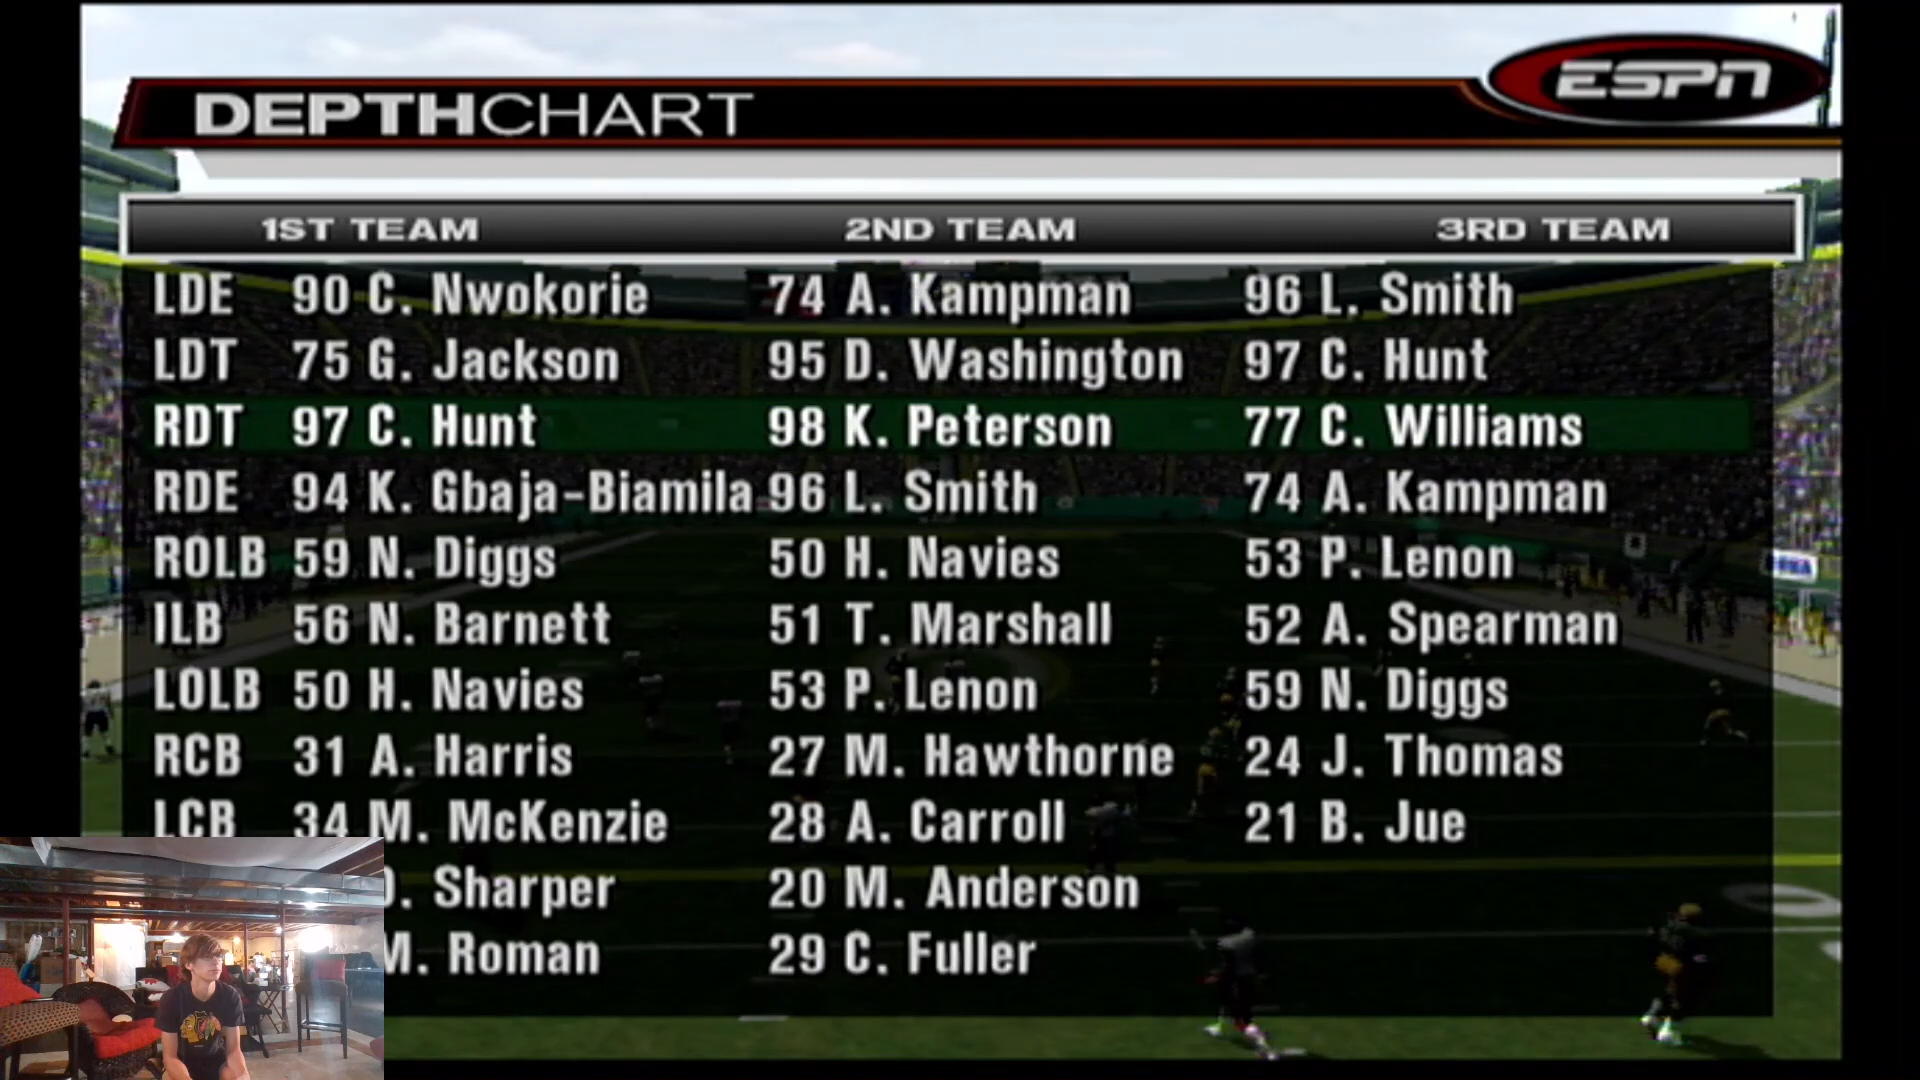 ESPN
DEPTHCHART
1ST TEAM 2ND TEAM 3RD TEAM
LDE 90 C. Nwokorie 74 A. Kampman 96 L. Smith
LDT 75 G. Jackson 95 D. Washington 97 C. Hunt
RDT 97 C. Hunt 98 K. Peterson 77 C. Williams
RDE 94 K. Gbaja-Biamila 96 L. Smith 74 A. Kampman
ROLB 59 N. Diggs 50 H. Navies 53 P. Lenon
ILB 56 N. Barnett 51 T. Marshall 52 A. Spearman
LOLB 50 H. Navies 53 P. Lenon 59 N. Diggs
RCB 31 A. Harris 27 M. Hawthorne 24 J. Thomas
LCB 34 M. McKenzie 28 A. Carroll 21 B. Jue
Sharper 20 M. Anderson
M. Roman 29 C. Fuller